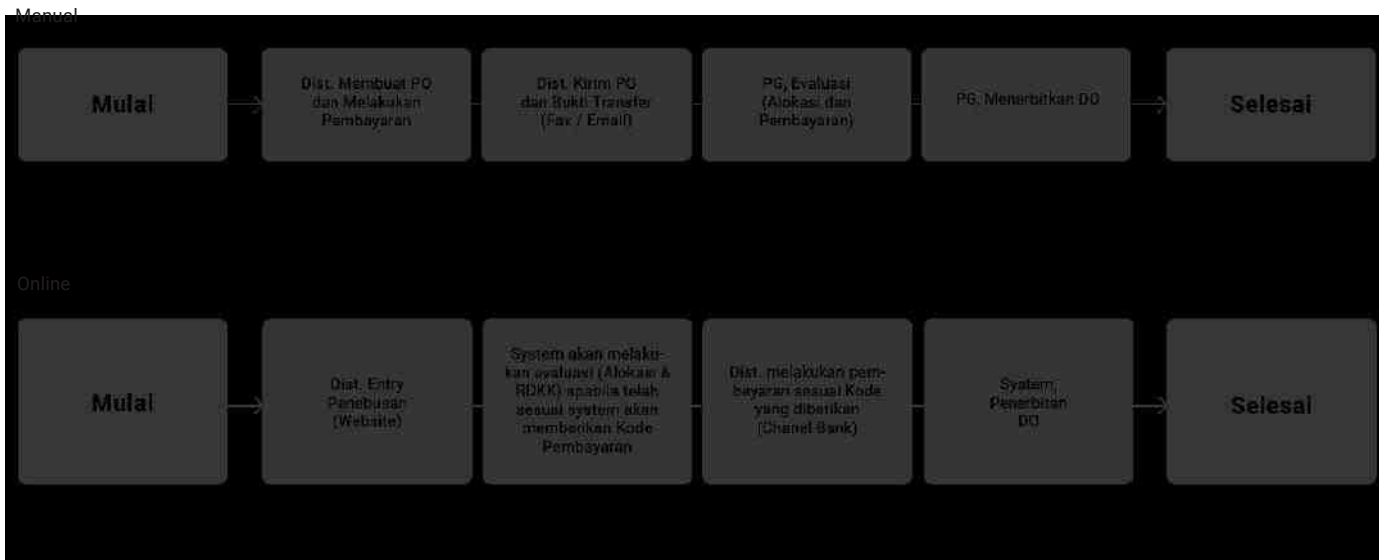 Manual
Mulai
Dist. Membuat PO
dan Melakukan
Pembayaran
Dist. Kirim PO
dan Bukti Transfer
(Fax / Email)
PG, Evaluasi
(Alokasi dan
Pembayaran)
PG, Menerbitkan DO
Selesai
Online
Mulai
Dist. Entry
Penebusan
(Website)
System akan melaku-
kan evaluasi (Alokasi &
RDKK) apabila telah
sesuai system akan
memberikan Kode
Pembayaran
Dist. melakukan pem-
bayaran sesuai Kode
yang diberikan
(Chanel Bank)
System,
Penerbitan
DO
Selesai